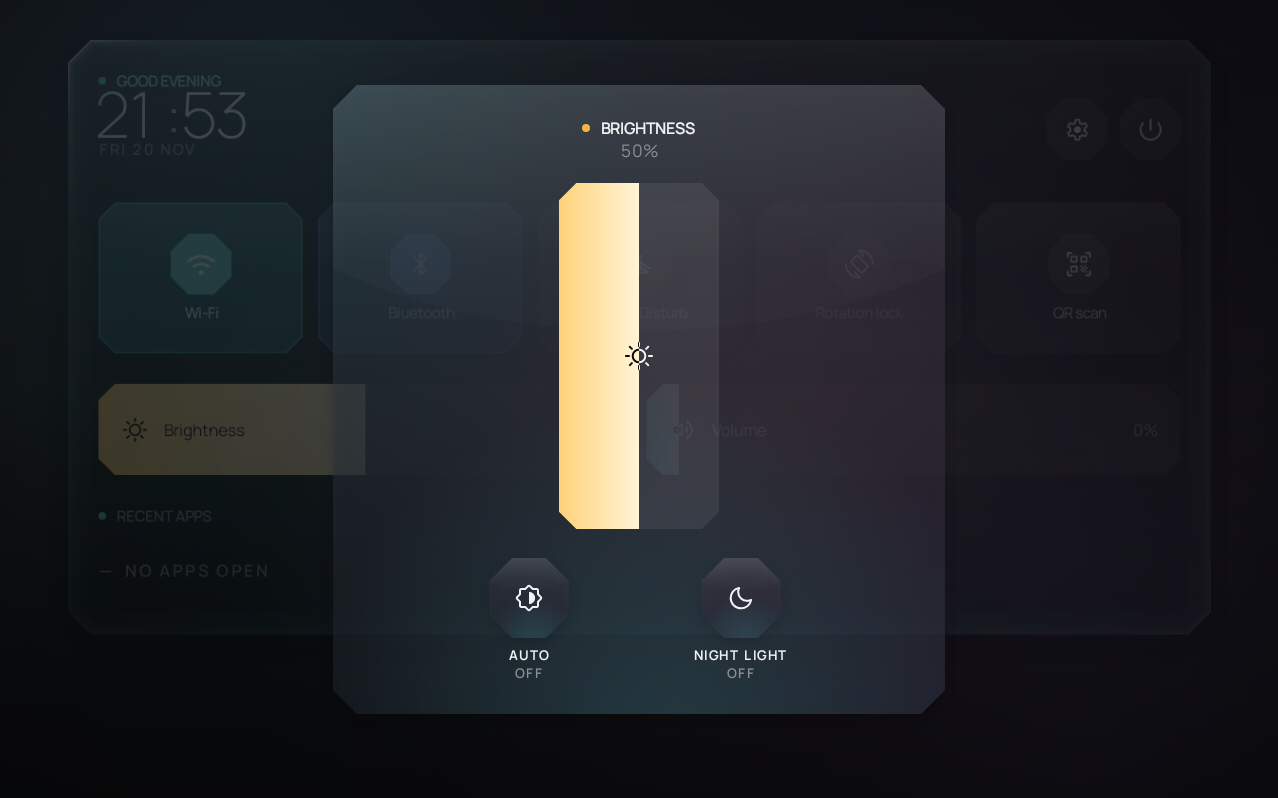 GOOD EVENING
21 :53
FRI 20 NOV
BRIGHTNESS
50%
Wi-Fi
Bluetooth
Disturb
Rotation lock
QR scan
Brightness
Volume
0%
RECENT APPS
NO APPS OPEN
AUTO
OFF
NIGHT LIGHT
OFF